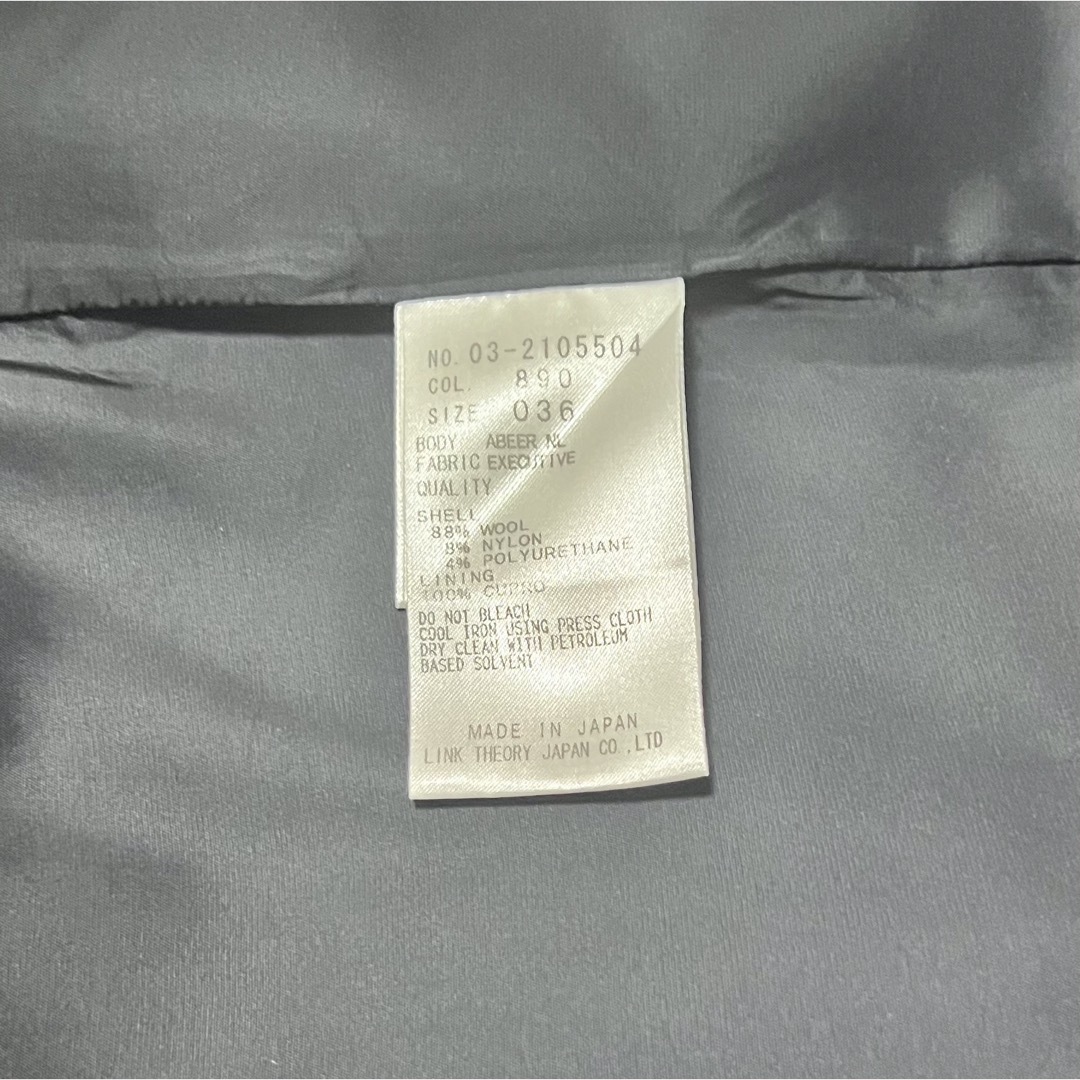 NO. 03-2105504
COL. 890
SIZE 036
BODY ABEER NL
FABRIC EXECUTIVE
QUALITY
SHELL
88% WOOL
8% NYLON
4% POLYURETHANE
LINING
100% CUPRO
DO NOT BLEACH
COOL IRON USING PRESS CLOTH
DRY CLEAN WITH PETROLEUM
BASED SOLVENT
MADE IN JAPAN
LINK THEORY JAPAN CO.,LTD